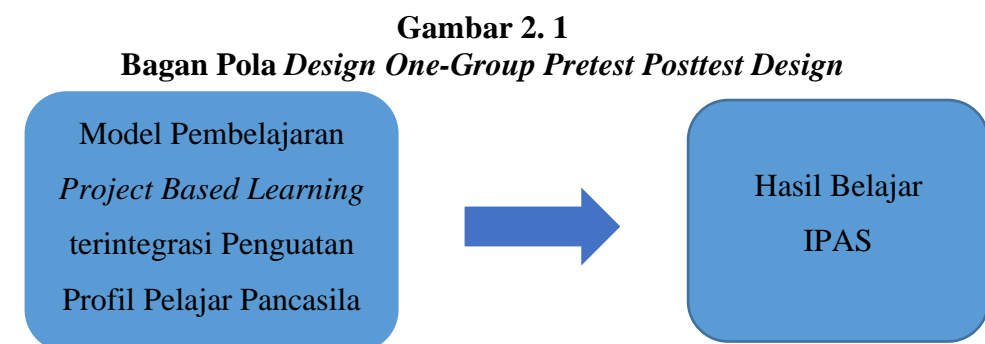 Gambar 2. 1
Bagan Pola Design One-Group Pretest Posttest Design
Model Pembelajaran
Project Based Learning
terintegrasi Penguatan
Profil Pelajar Pancasila
Hasil Belajar
IPAS